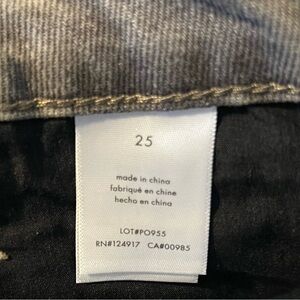 25
made in china
fabriqué en chine
hecho en china
LOT#PO955
RN#124917 CA#00985